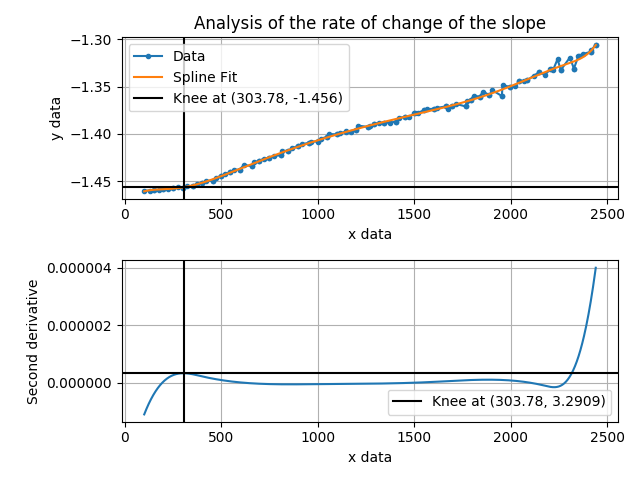 Analysis of the rate of change of the slope
−1.30
−1.35
−1.40
−1.45
y data
Data
Spline Fit
Knee at (303.78, -1.456)
0 500 1000 1500 2000 2500
x data
0.000004
0.000002
0.000000
Second derivative
Knee at (303.78, 3.2909)
0 500 1000 1500 2000 2500
x data